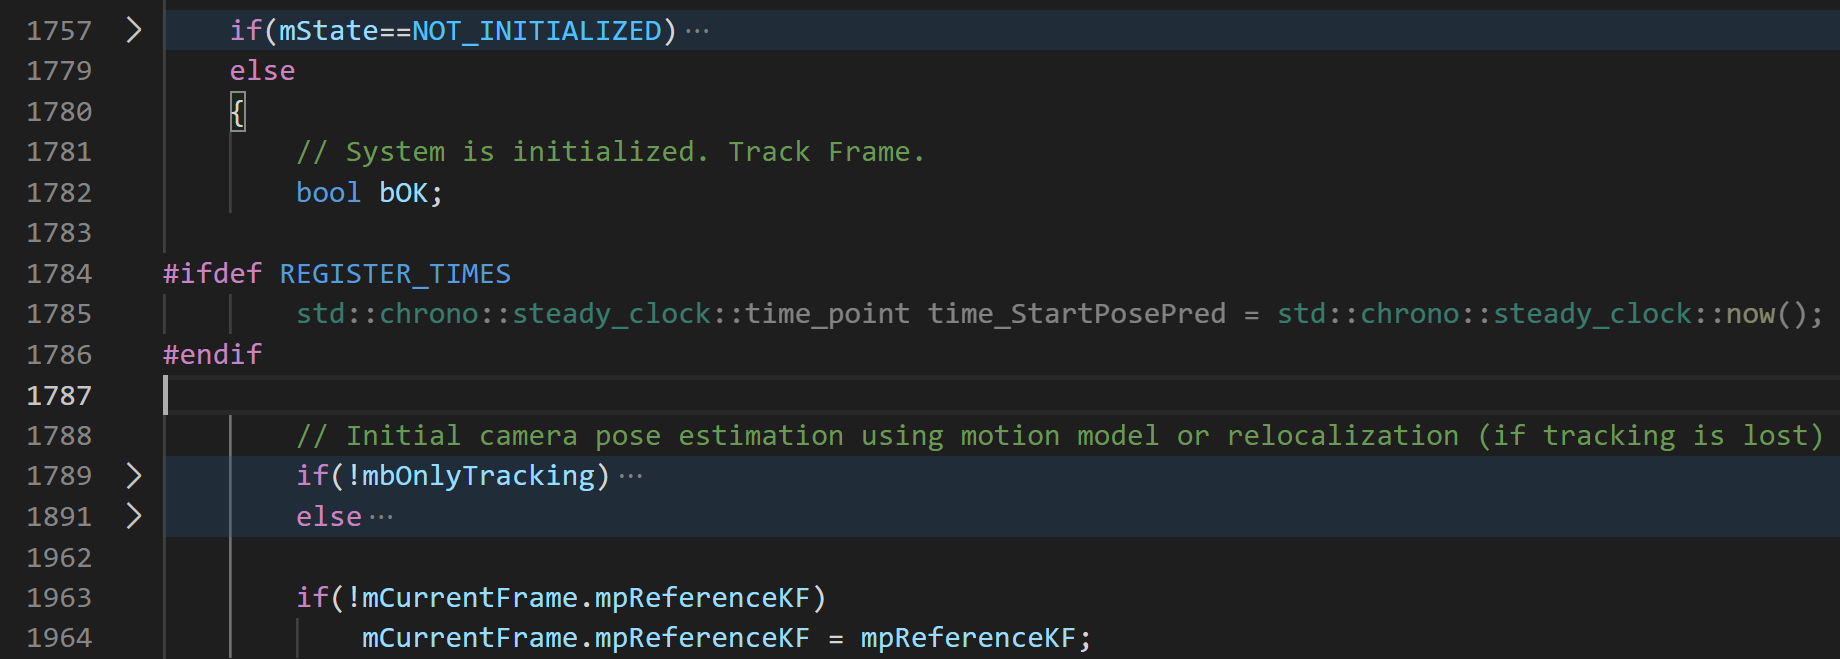 1757 > if(mState==NOT_INITIALIZED)···
1779 else
1780 {
1781 // System is initialized. Track Frame.
1782 bool bOK;
1783
1784 #ifdef REGISTER_TIMES
1785 std::chrono::steady_clock::time_point time_StartPosePred = std::chrono::steady_clock::now();
1786 #endif
1787
1788 // Initial camera pose estimation using motion model or relocalization (if tracking is lost)
1789 > if(!mbOnlyTracking)···
1891 > else···
1962
1963 if(!mCurrentFrame.mpReferenceKF)
1964 mCurrentFrame.mpReferenceKF = mpReferenceKF;